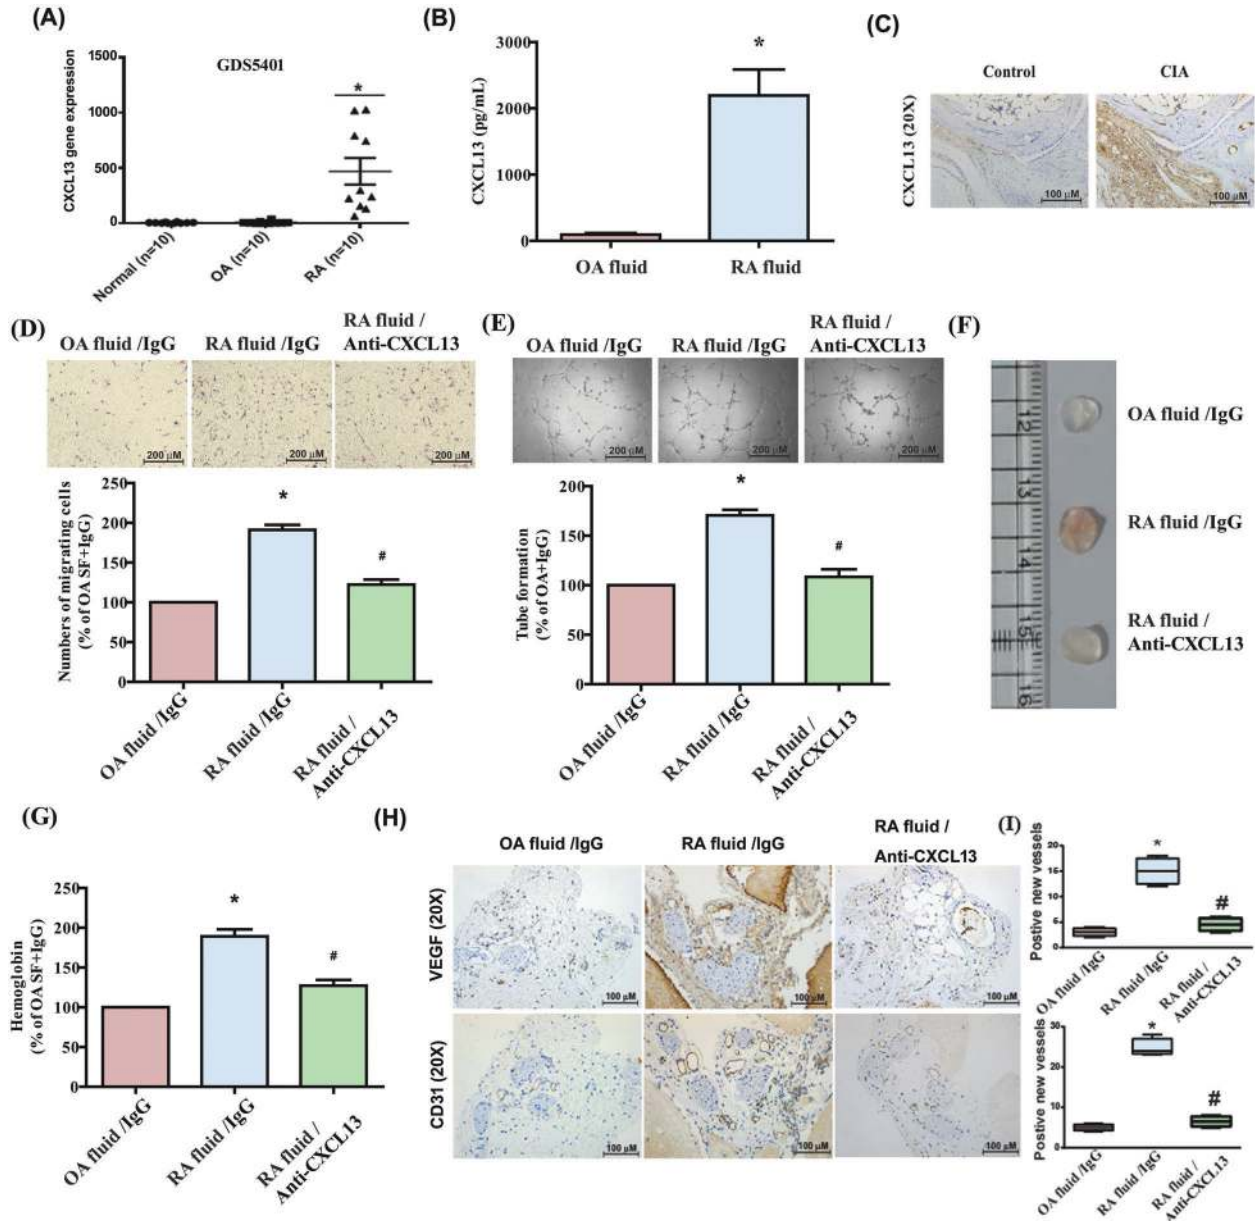 (A)
GDS5401
CXCL13 gene expression
1500
1000
500
0
*
Normal (n=10)
OA (n=10)
RA (n=10)
(B)
CXCL13 (pg/mL)
3000
2000
1000
0
*
OA fluid
RA fluid
(C)
Control
CIA
CXCL13 (20X)
100 µM
100 µM
(D)
OA fluid /IgG
RA fluid /IgG
RA fluid /
Anti-CXCL13
200 µM
200 µM
200 µM
Numbers of migrating cells
(% of OA SF+IgG)
250
200
150
100
50
0
*
#
OA fluid /IgG
RA fluid /IgG
RA fluid /
Anti-CXCL13
(E)
OA fluid /IgG
RA fluid /IgG
RA fluid /
Anti-CXCL13
200 µM
200 µM
200 µM
Tube formation
(% of OA+IgG)
200
150
100
50
0
*
#
OA fluid /IgG
RA fluid /IgG
RA fluid /
Anti-CXCL13
(F)
12
13
14
15
16
OA fluid /IgG
RA fluid /IgG
RA fluid /
Anti-CXCL13
(G)
Hemoglobin
(% of OA SF+IgG)
250
200
150
100
50
0
*
#
OA fluid /IgG
RA fluid /IgG
RA fluid /
Anti-CXCL13
(H)
OA fluid /IgG
RA fluid /IgG
RA fluid /
Anti-CXCL13
VEGF (20X)
100 µM
100 µM
100 µM
CD31 (20X)
100 µM
100 µM
100 µM
(I)
Postive new vessels
20
15
10
5
0
*
#
OA fluid /IgG
RA fluid /IgG
RA fluid /
Anti-CXCL13
Postive new vessels
30
20
10
0
*
#
OA fluid /IgG
RA fluid /IgG
RA fluid /
Anti-CXCL13